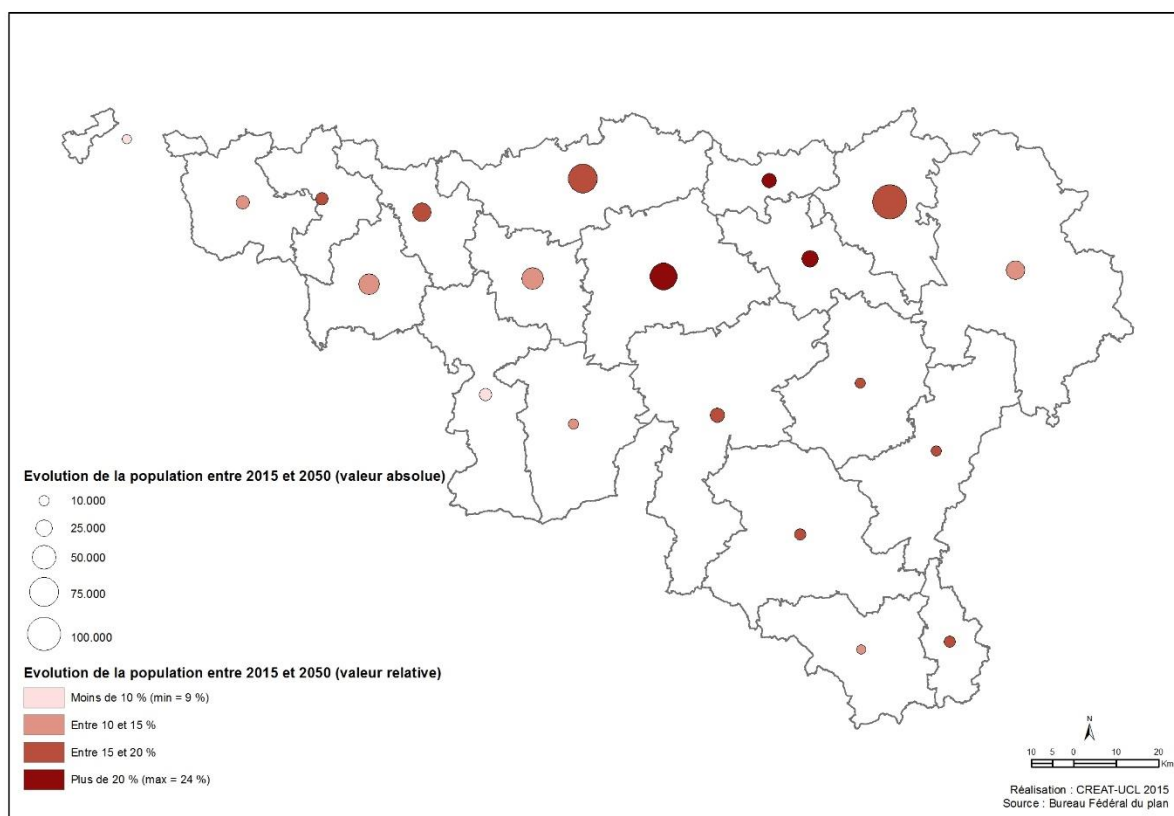 Evolution de la population entre 2015 et 2050 (valeur absolue)
10.000
25.000
50.000
75.000
100.000
Evolution de la population entre 2015 et 2050 (valeur relative)
Moins de 10 % (min = 9 %)
Entre 10 et 15 %
Entre 15 et 20 %
Plus de 20 % (max = 24 %)
N
10 5 0 10 20
Km
Réalisation : CREAT-UCL 2015
Source : Bureau Fédéral du plan